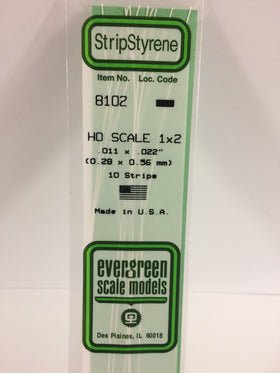 StripStyrene
Item No. Loc. Code
8102
HO SCALE 1x2
.011 x .022"
(0.28 x 0.56 mm)
10 Strips
Made in U.S.A.
evergreen
scale models
Des Plaines, IL 60018